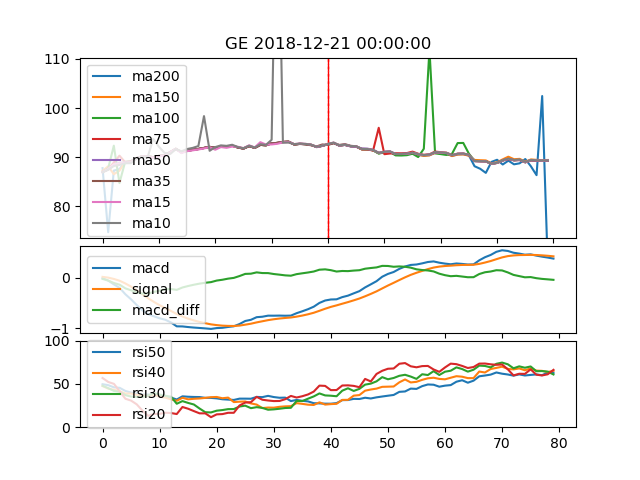 GE 2018-12-21 00:00:00
110
100
90
80
ma200
ma150
ma100
ma75
ma50
ma35
ma15
ma10
0
−1
macd
signal
macd_diff
100
50
0
rsi50
rsi40
rsi30
rsi20
0 10 20 30 40 50 60 70 80